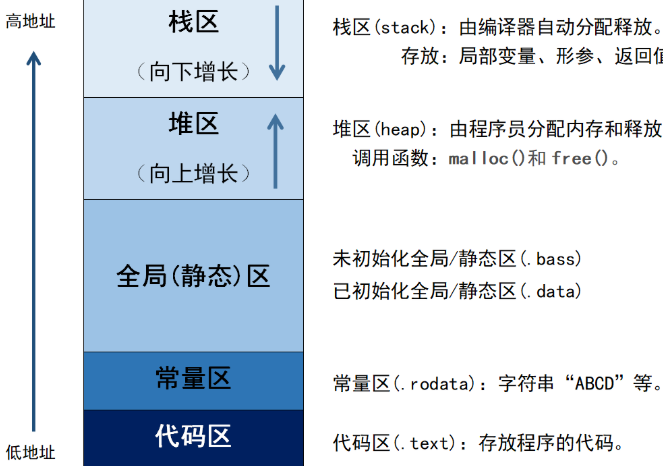 高地址
栈区
（向下增长）
栈区(stack)：由编译器自动分配释放。
存放：局部变量、形参、返回值
堆区
（向上增长）
堆区(heap)：由程序员分配内存和释放
调用函数：malloc()和free()。
全局(静态)区
未初始化全局/静态区(.bass)
已初始化全局/静态区(.data)
常量区
常量区(.rodata)：字符串“ABCD”等。
代码区
代码区(.text)：存放程序的代码。
低地址